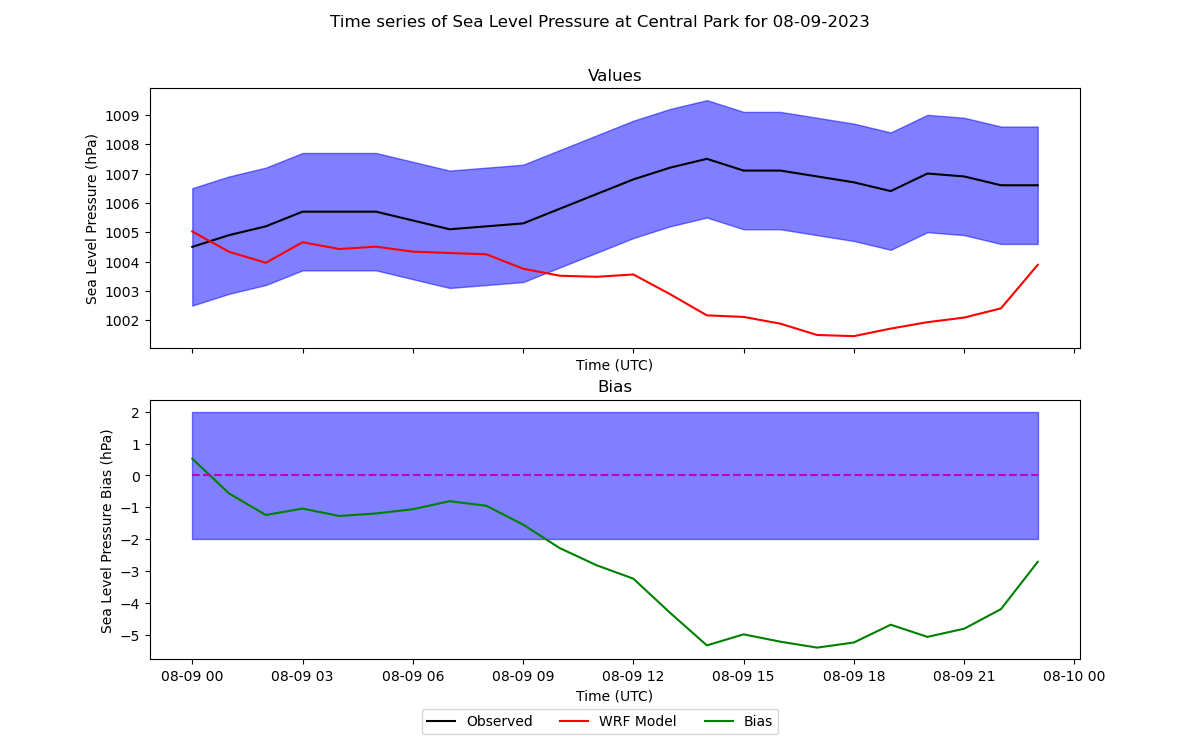 Time series of Sea Level Pressure at Central Park for 08-09-2023
Values
Sea Level Pressure (hPa)
1009
1008
1007
1006
1005
1004
1003
1002
Time (UTC)
Bias
Sea Level Pressure Bias (hPa)
2
1
0
−1
−2
−3
−4
−5
08-09 00 08-09 03 08-09 06 08-09 09 08-09 12 08-09 15 08-09 18 08-09 21 08-10 00
Time (UTC)
Observed WRF Model Bias